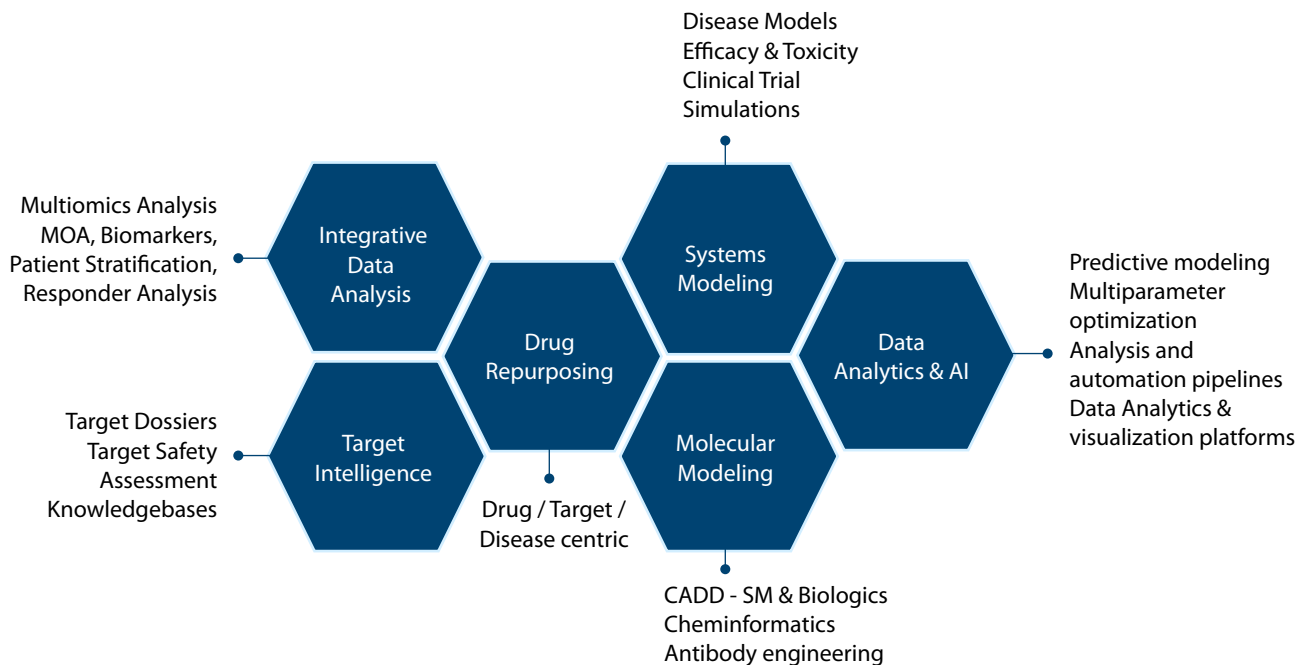 Disease Models
Efficacy & Toxicity
Clinical Trial
Simulations
Multiomics Analysis
MOA, Biomarkers,
Patient Stratification,
Responder Analysis
Integrative
Data
Analysis
Systems
Modeling
Drug
Repurposing
Data
Analytics & AI
Predictive modeling
Multiparameter
optimization
Analysis and
automation pipelines
Data Analytics &
visualization platforms
Target Dossiers
Target Safety
Assessment
Knowledgebases
Target
Intelligence
Molecular
Modeling
Drug / Target /
Disease centric
CADD - SM & Biologics
Cheminformatics
Antibody engineering